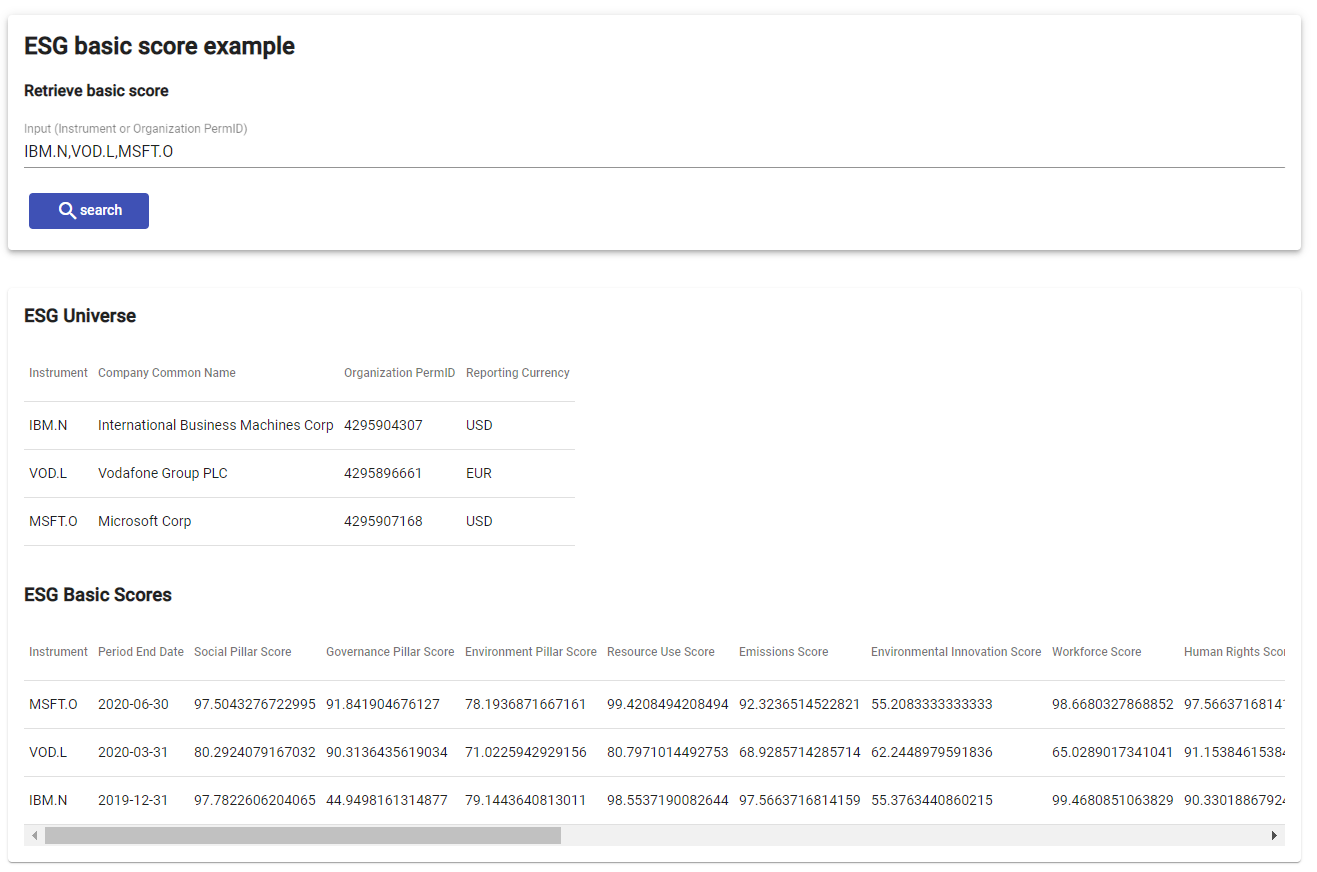 ESG basic score example
Retrieve basic score
Input (Instrument or Organization PermID)
IBM.N,VOD.L,MSFT.O
search
ESG Universe
Instrument Company Common Name Organization PermID Reporting Currency
IBM.N International Business Machines Corp 4295904307 USD
VOD.L Vodafone Group PLC 4295896661 EUR
MSFT.O Microsoft Corp 4295907168 USD
ESG Basic Scores
Instrument Period End Date Social Pillar Score Governance Pillar Score Environment Pillar Score Resource Use Score Emissions Score Environmental Innovation Score Workforce Score Human Rights Scor
MSFT.O 2020-06-30 97.5043276722995 91.841904676127 78.1936871667161 99.4208494208494 92.3236514522821 55.2083333333333 98.6680327868852 97.5663716814
VOD.L 2020-03-31 80.2924079167032 90.3136435619034 71.0225942929156 80.7971014492753 68.9285714285714 62.2448979591836 65.0289017341041 91.1538461538
IBM.N 2019-12-31 97.7822606204065 44.9498161314877 79.1443640813011 98.5537190082644 97.5663716814159 55.3763440860215 99.4680851063829 90.3301886792